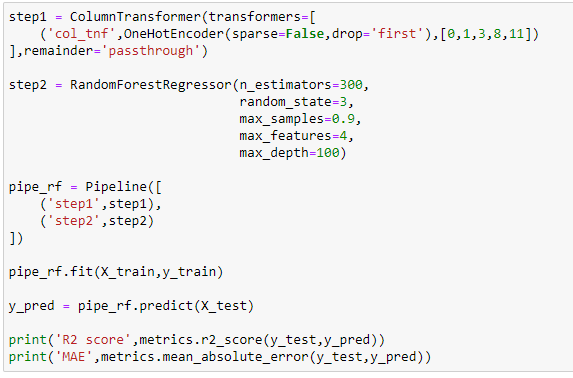 step1 = ColumnTransformer(transformers=[
    ('col_tnf',OneHotEncoder(sparse=False,drop='first'),[0,1,3,8,11])
],remainder='passthrough')

step2 = RandomForestRegressor(n_estimators=300,
                              random_state=3,
                              max_samples=0.9,
                              max_features=4,
                              max_depth=100)

pipe_rf = Pipeline([
    ('step1',step1),
    ('step2',step2)
])

pipe_rf.fit(X_train,y_train)

y_pred = pipe_rf.predict(X_test)

print('R2 score',metrics.r2_score(y_test,y_pred))
print('MAE',metrics.mean_absolute_error(y_test,y_pred))